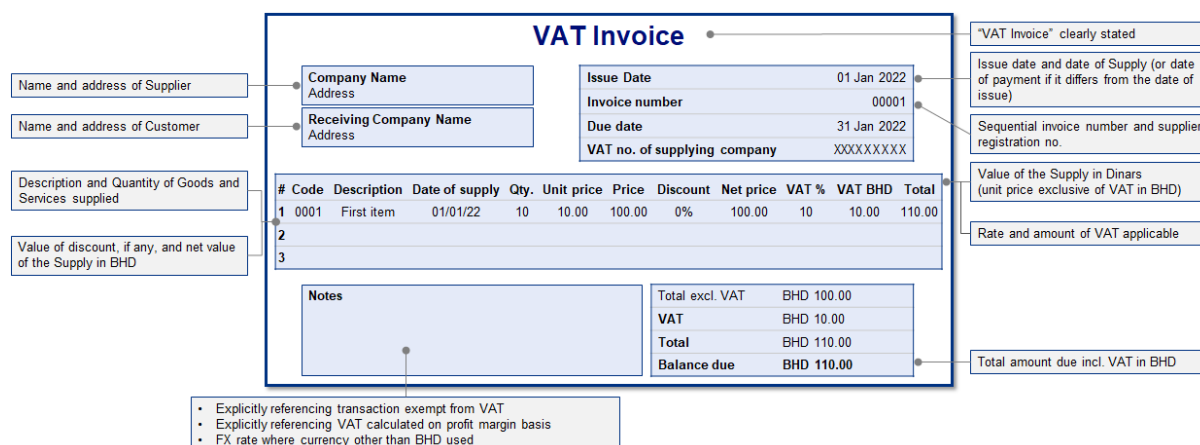 VAT Invoice
"VAT Invoice" clearly stated
Name and address of Supplier
Company Name
Address
Name and address of Customer
Receiving Company Name
Address
Issue Date 01 Jan 2022
Invoice number 00001
Due date 31 Jan 2022
VAT no. of supplying company XXXXXXXXX
Issue date and date of Supply (or date
of payment if it differs from the date of
issue)
Sequential invoice number and supplier
registration no.
Description and Quantity of Goods and
Services supplied
Value of discount, if any, and net value
of the Supply in BHD
# Code Description Date of supply Qty. Unit price Price Discount Net price VAT % VAT BHD Total
1 0001 First item 01/01/22 10 10.00 100.00 0% 100.00 10 10.00 110.00
2
3
Value of the Supply in Dinars
(unit price exclusive of VAT in BHD)
Rate and amount of VAT applicable
Notes
Total excl. VAT BHD 100.00
VAT BHD 10.00
Total BHD 110.00
Balance due BHD 110.00
Total amount due incl. VAT in BHD
• Explicitly referencing transaction exempt from VAT
• Explicitly referencing VAT calculated on profit margin basis
• FX rate where currency other than BHD used